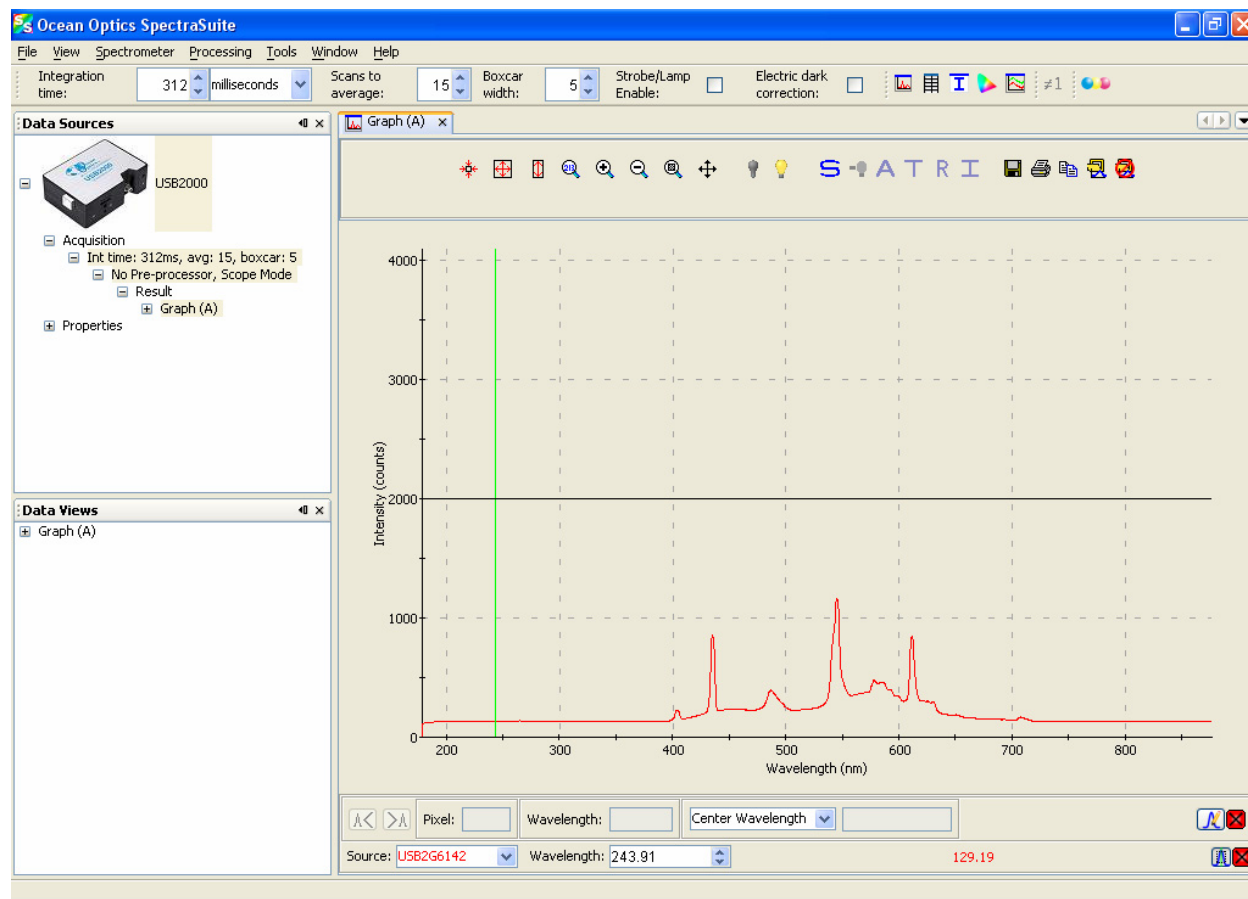 Ocean Optics SpectraSuite
File View Spectrometer Processing Tools Window Help
Integration time: 312 milliseconds Scans to average: 15 Boxcar width: 5 Strobe/Lamp Enable: Electric dark correction: ≠1
Data Sources
Graph (A)
USB2000
S A T R I
Acquisition
Int time: 312ms, avg: 15, boxcar: 5
No Pre-processor, Scope Mode
Result
Graph (A)
Properties
Data Views
Graph (A)
Intensity (counts)
4000
3000
2000
1000
0
200 300 400 500 600 700 800
Wavelength (nm)
Pixel: Wavelength: Center Wavelength
Source: USB2G6142 Wavelength: 243.91 129.19